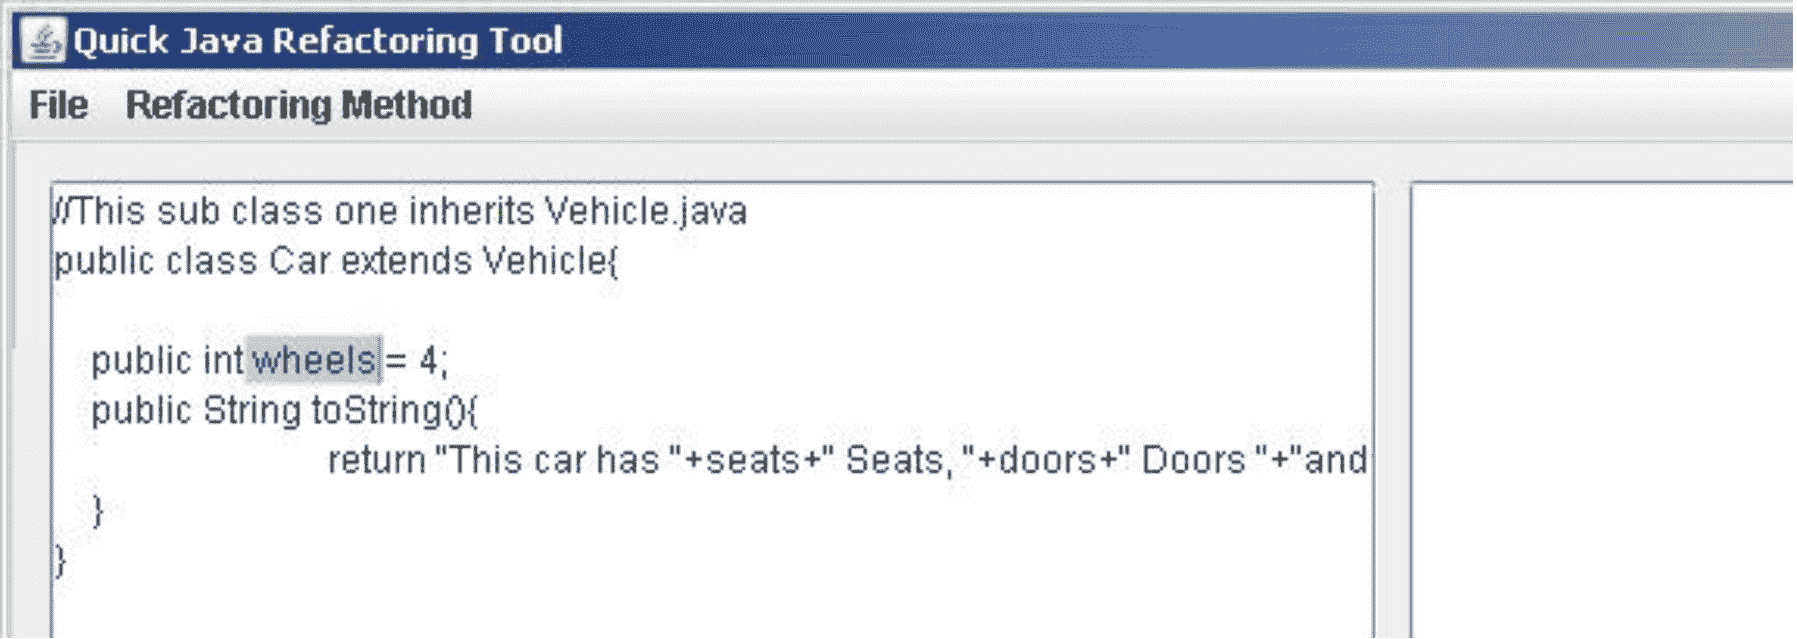 Quick Java Refactoring Tool
File Refactoring Method
//This sub class one inherits Vehicle.java
public class Car extends Vehicle{
public int wheels = 4;
public String toString(){
return "This car has "+seats+" Seats, "+doors+" Doors "+"and
}
}